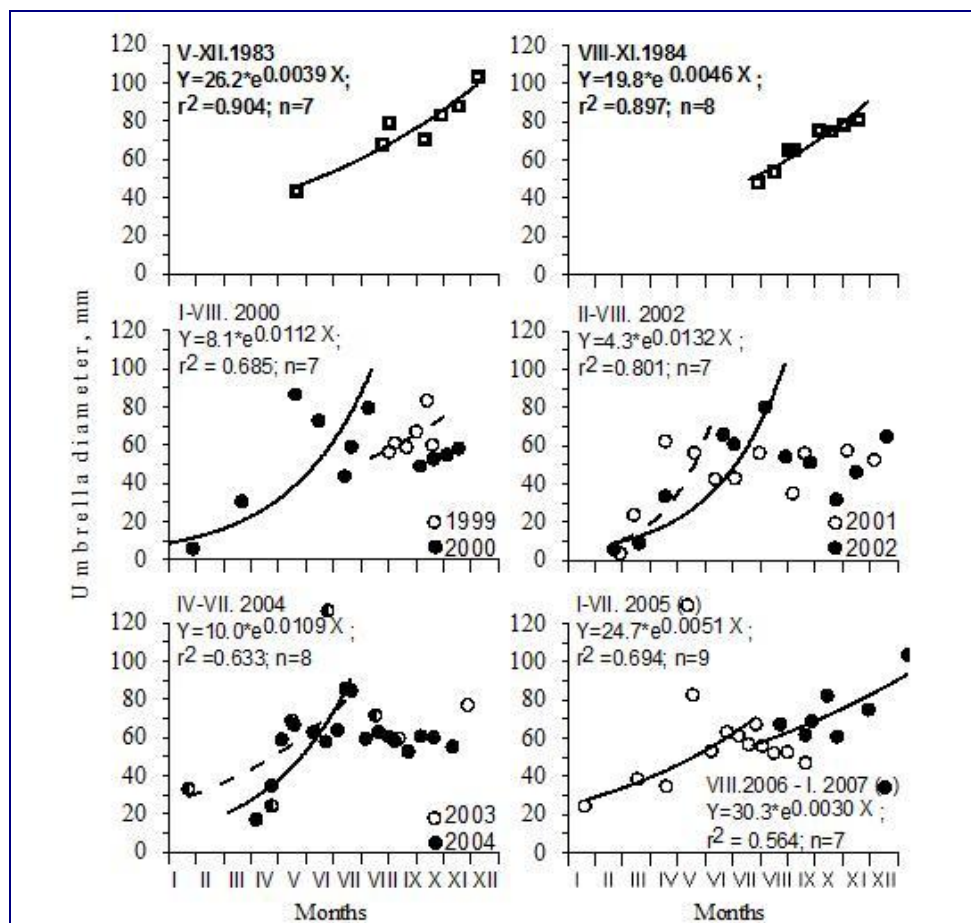 V-XII.1983
Y=26.2*e0.0039 X ;
r2 =0.904; n=7
120
100
80
60
40
20
0
VIII-XI.1984
Y=19.8*e 0.0046 X ;
r2 =0.897; n=8
120
100
80
60
40
20
0
Umbrella diameter, mm
I-VIII. 2000
Y=8.1*e0.0112 X ;
r2 = 0.685; n=7
120
100
80
60
40
20
0
1999
2000
II-VIII. 2002
Y=4.3*e0.0132 X ;
r2 = 0.801; n=7
120
100
80
60
40
20
0
2001
2002
IV-VII. 2004
Y=10.0*e0.0109 X ;
r2 =0.633; n=8
120
100
80
60
40
20
0
2003
2004
I II III IV V VI VII VIII IX X XI XII
Months
I-VII. 2005 (○)
Y=24.7*e0.0051 X ;
r2 = 0.694, n=9
120
100
80
60
40
20
0
VIII.2006 - I. 2007 (●)
Y=30.3*e0.0030 X ;
r2 = 0.564, n=7
I II III IV V VI VII VIII IX X XI XII
Months